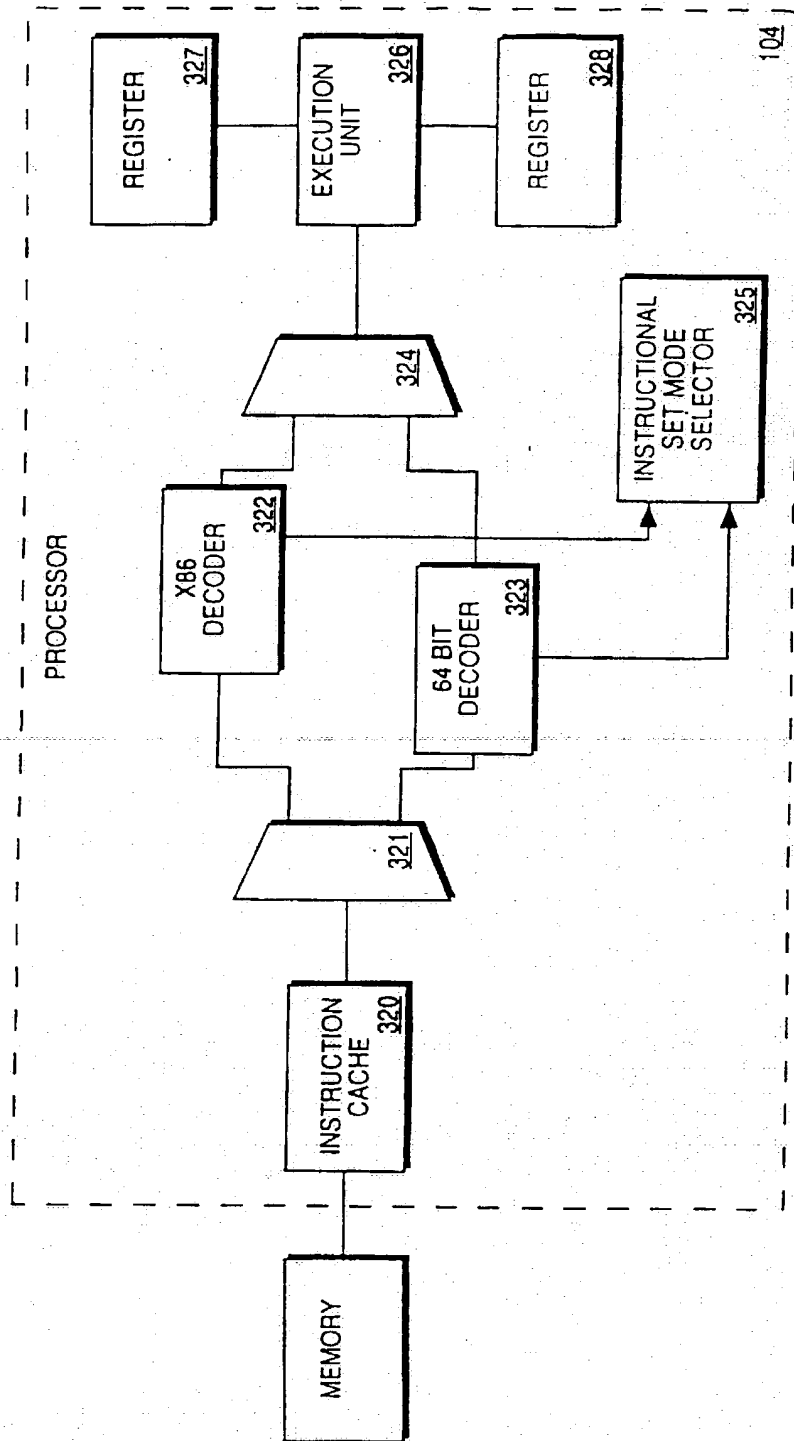 PROCESSOR
MEMORY
INSTRUCTION
CACHE
320
321
X86
DECODER
322
64 BIT
DECODER
323
324
INSTRUCTIONAL
SET MODE
SELECTOR
325
REGISTER
327
EXECUTION
UNIT
326
REGISTER
328
104